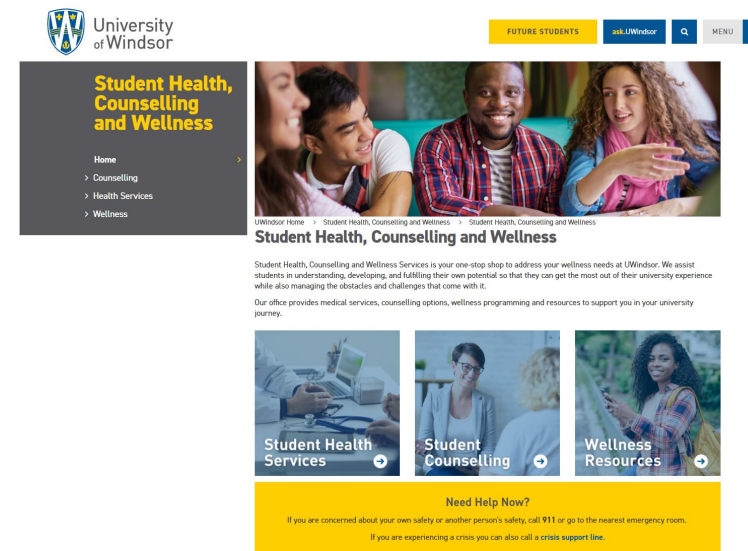 University
of Windsor
FUTURE STUDENTS
ask.UWindsor
MENU
Student Health,
Counselling
and Wellness
Home
Counselling
Health Services
Wellness
UWindsor Home > Student Health, Counselling and Wellness > Student Health, Counselling and Wellness
Student Health, Counselling and Wellness
Student Health, Counselling and Wellness Services is your one-stop shop to address your wellness needs at UWindsor. We assist
students in understanding, developing, and fulfilling their own potential so that they can get the most out of their university experience
while also managing the obstacles and challenges that come with it.
Our office provides medical services, counselling options, wellness programming and resources to support you in your university
journey.
Student Health
Services
Student
Counselling
Wellness
Resources
Need Help Now?
If you are concerned about your own safety or another person's safety, call 911 or go to the nearest emergency room.
If you are experiencing a crisis you can also call a crisis support line.